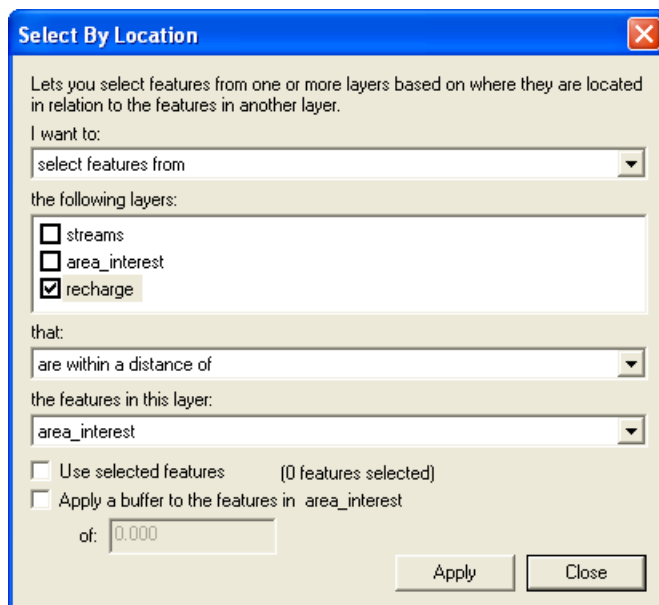 Select By Location
Lets you select features from one or more layers based on where they are located
in relation to the features in another layer.
I want to:
select features from
the following layers:
streams
area_interest
recharge
that:
are within a distance of
the features in this layer:
area_interest
Use selected features (0 features selected)
Apply a buffer to the features in area_interest
of: 0.000
Apply Close